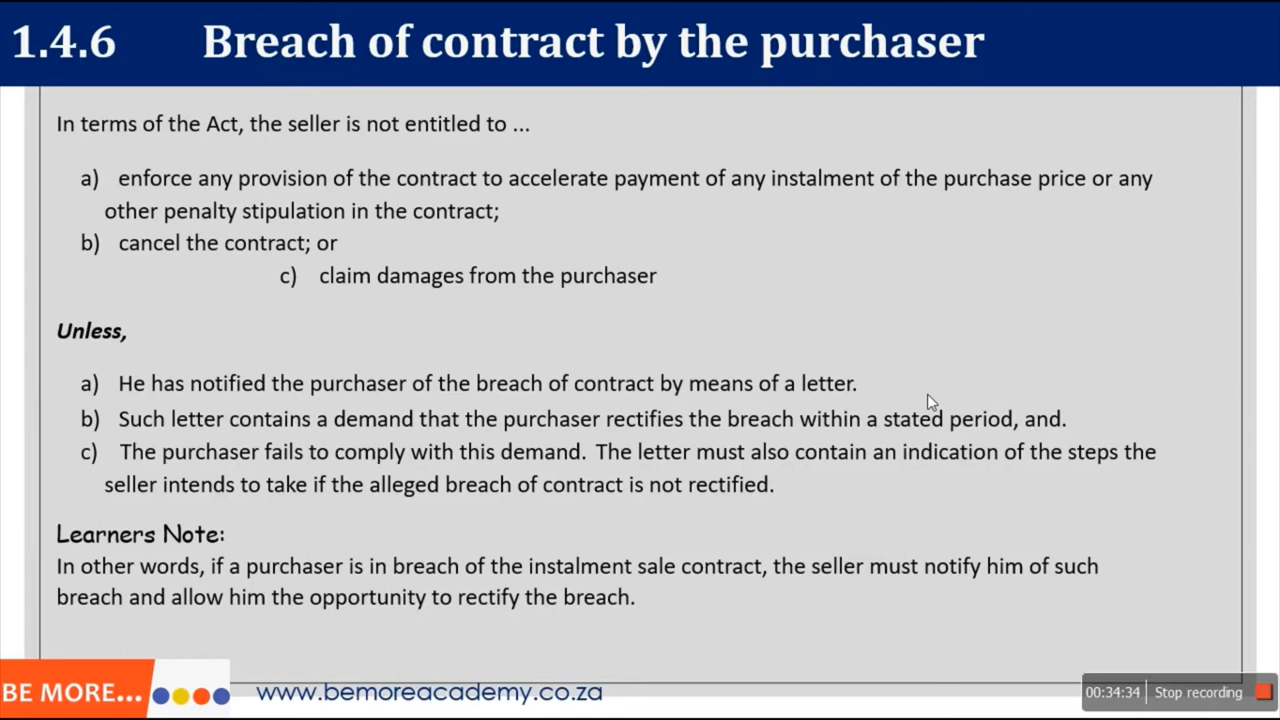 1.4.6 Breach of contract by the purchaser
In terms of the Act, the seller is not entitled to ...
a) enforce any provision of the contract to accelerate payment of any instalment of the purchase price or any
other penalty stipulation in the contract;
b) cancel the contract; or
c) claim damages from the purchaser
Unless,
a) He has notified the purchaser of the breach of contract by means of a letter.
b) Such letter contains a demand that the purchaser rectifies the breach within a stated period, and.
c) The purchaser fails to comply with this demand. The letter must also contain an indication of the steps the
seller intends to take if the alleged breach of contract is not rectified.
Learners Note:
In other words, if a purchaser is in breach of the instalment sale contract, the seller must notify him of such
breach and allow him the opportunity to rectify the breach.
BE MORE... www.bemoreacademy.co.za
00:34:34 Stop recording